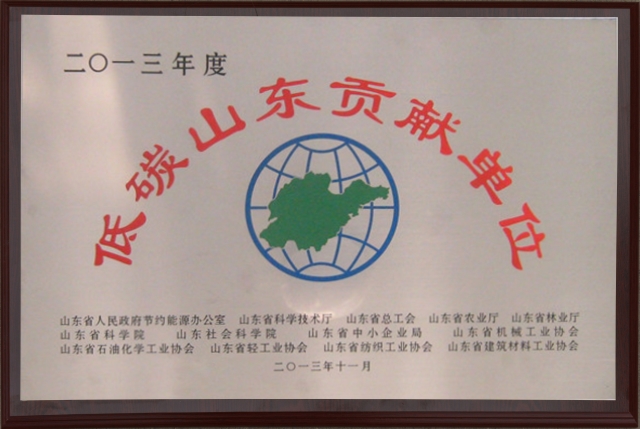 二〇一三年度
低碳山东贡献单位
山东省人民政府节约能源办公室 山东省科学技术厅 山东省总工会 山东省农业厅 山东省林业厅
山东省科学院 山东社会科学院 山东省中小企业局 山东省机械工业协会
山东省石油化学工业协会 山东省轻工业协会 山东省纺织工业协会 山东省建筑材料工业协会
二〇一三年十一月